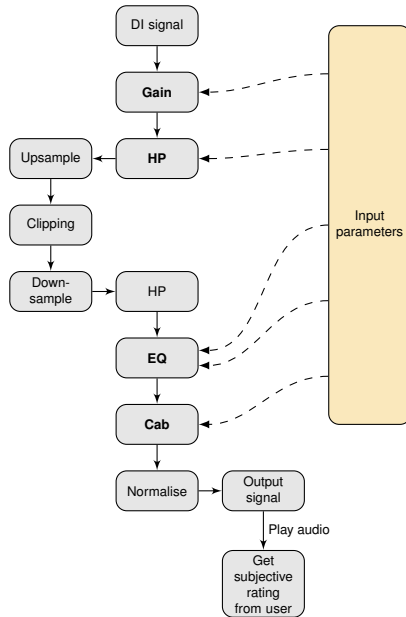 DI signal
Gain
HP
Upsample
Clipping
Down-
sample
HP
EQ
Cab
Normalise
Output
signal
Play audio
Get
subjective
rating
from user
Input
parameters